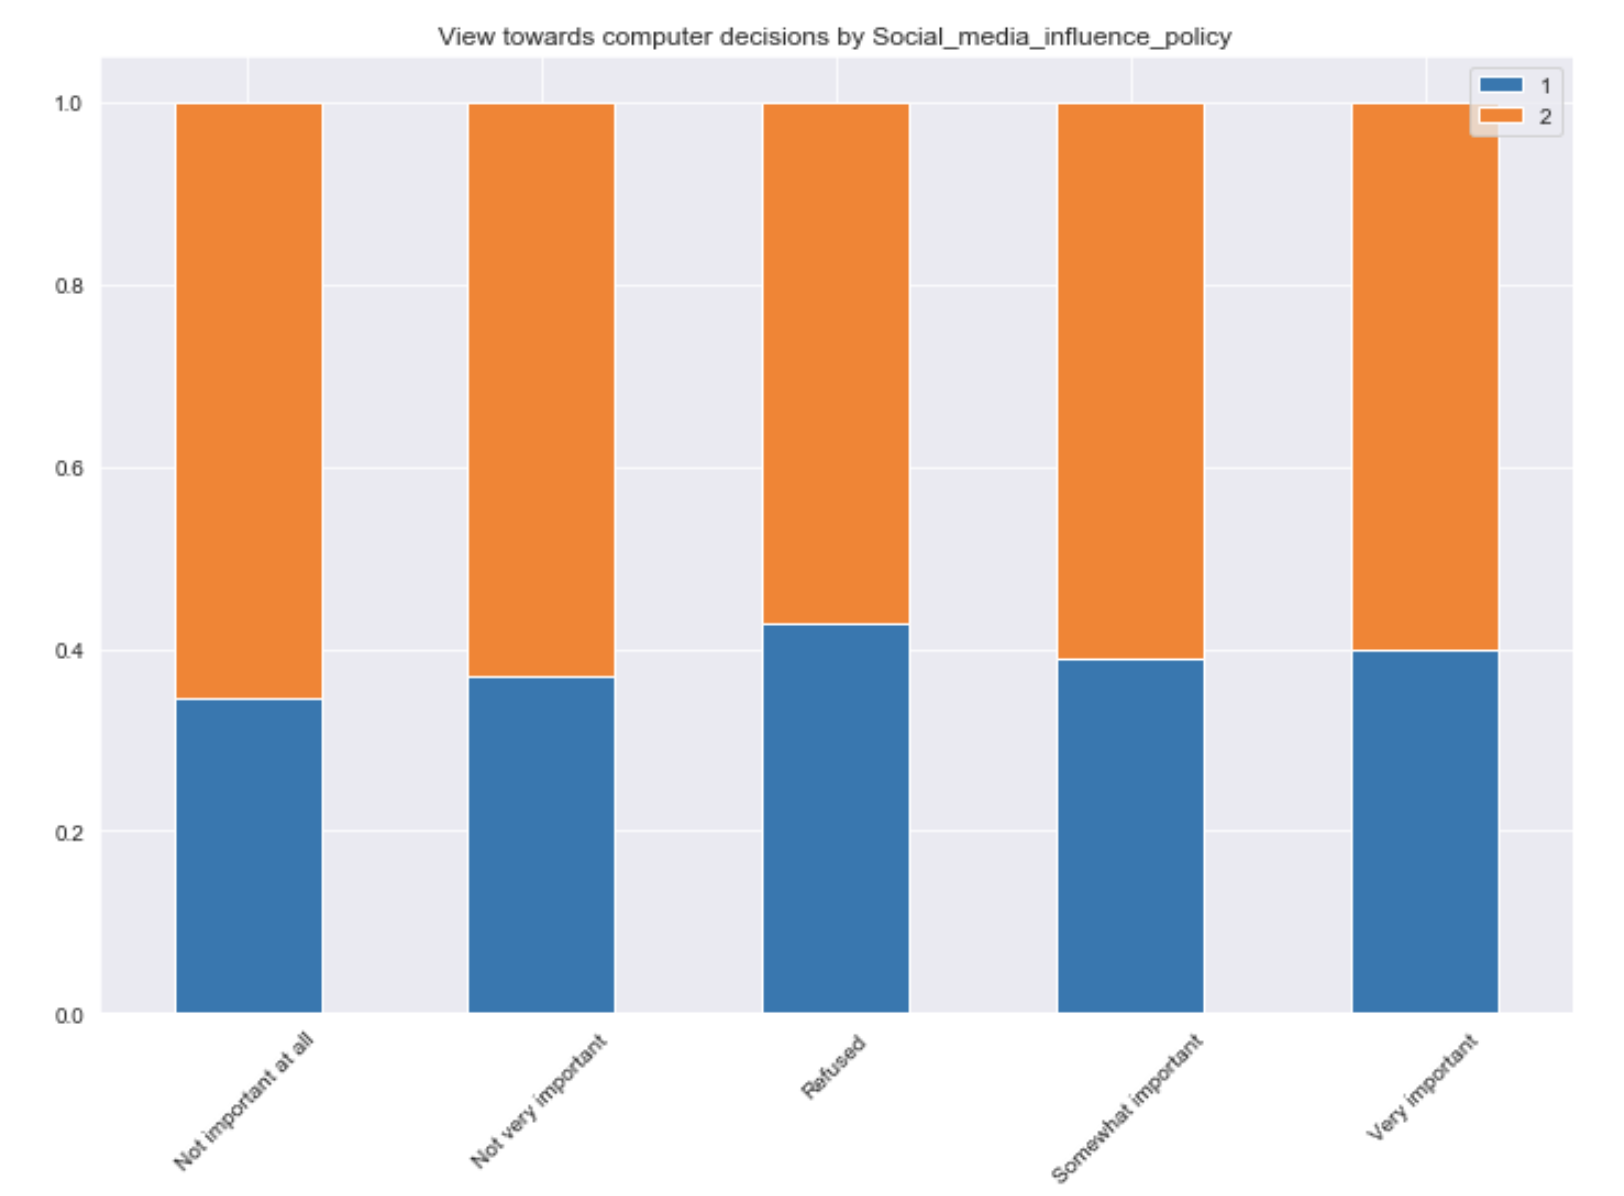 View towards computer decisions by Social_media_influence_policy
1
2
1.0
0.8
0.6
0.4
0.2
0.0
Not important at all
Not very important
Refused
Somewhat important
Very important